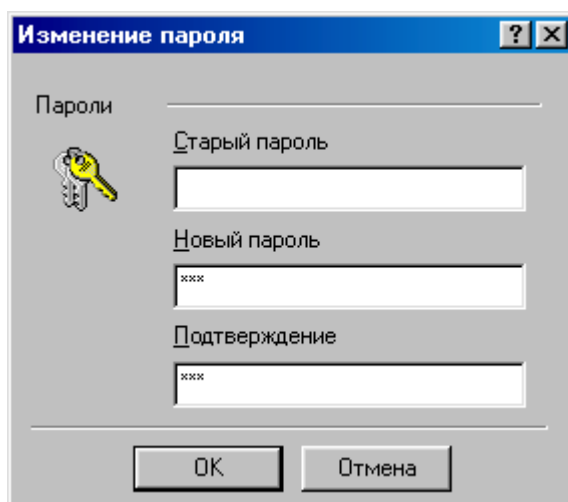 Изменение пароля
Пароли
Старый пароль
Новый пароль
***
Подтверждение
***
OK Отмена